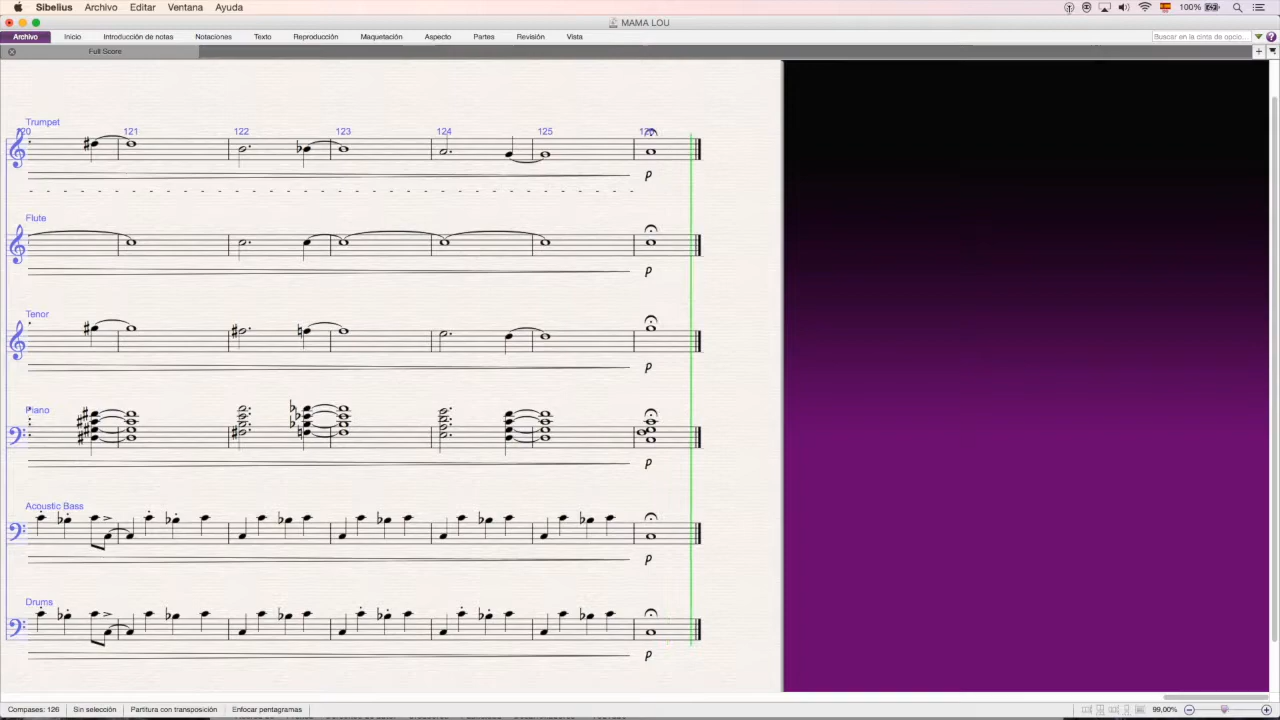 Sibelius Archivo Editar Ventana Ayuda 100%
MAMA LOU
Archivo Inicio Introducción de notas Notaciones Texto Reproducción Maquetación Aspecto Partes Revisión Vista Buscar en la cinta de opcio...
Full Score
Trumpet
120 121 122 123 124 125
p
Flute
p
Tenor
p
Piano
p
Acoustic Bass
p
Drums
p
Compases: 126 Sin selección Partitura con transposición Enfocar pentagramas 99,00%